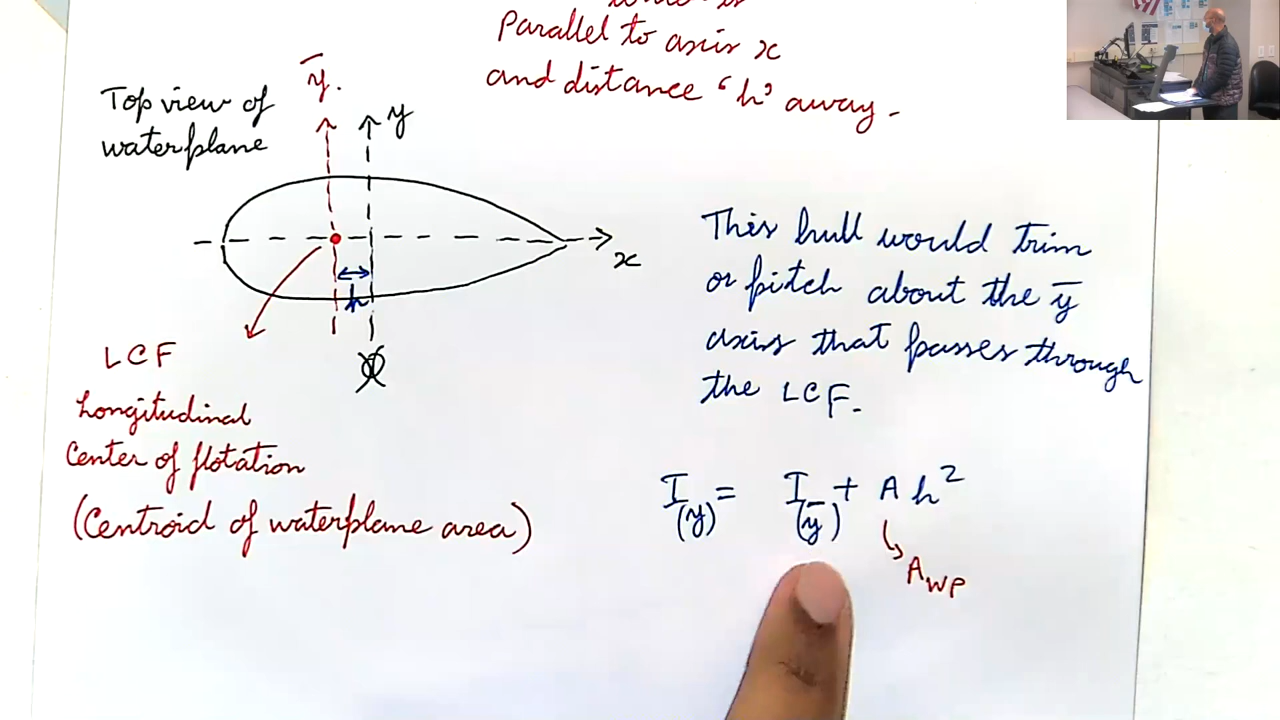 Parallel to axis x
and distance 'h' away.
Top view of
waterplane
ȳ.
y
x
h
LCF
Longitudinal
Center of flotation
(Centroid of waterplane area)
This hull would trim
or pitch about the ȳ
axis that passes through
the LCF.
I(y) = I(ȳ) + A h²
A_WP